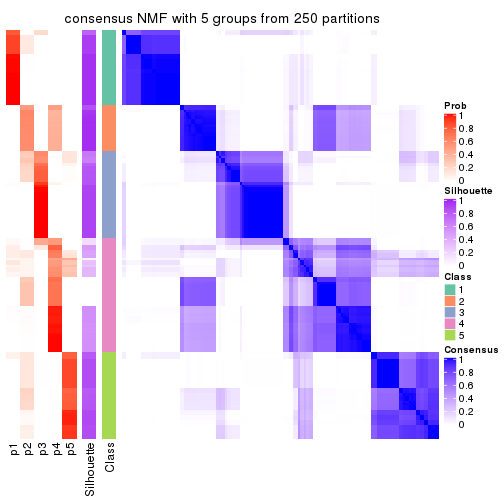 consensus NMF with 5 groups from 250 partitions
Prob
1
0.8
0.6
0.4
0.2
0
Silhouette
1
0.8
0.6
0.4
0.2
0
Class
1
2
3
4
5
Consensus
1
0.8
0.6
0.4
0.2
0
p1
p2
p3
p4
p5
Silhouette
Class